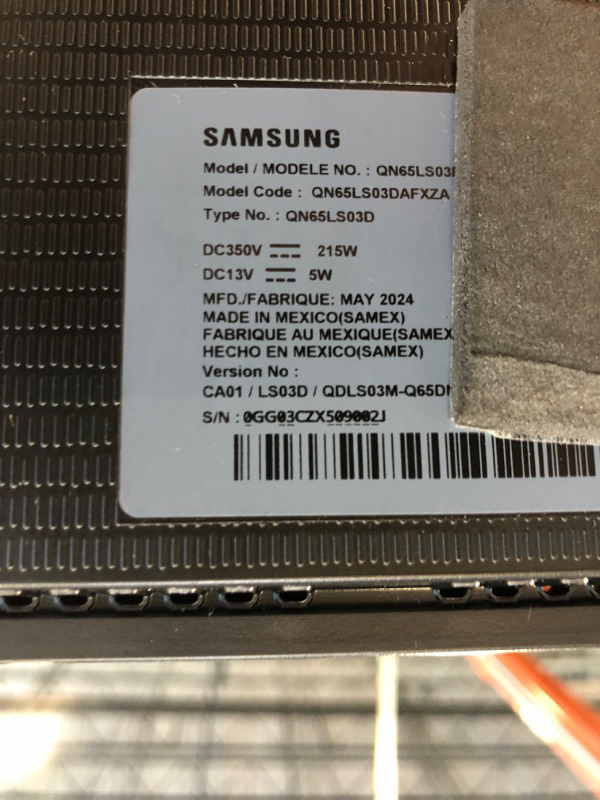 SAMSUNG
Model / MODELE NO. : QN65LS03
Model Code : QN65LS03DAFXZA
Type No. : QN65LS03D
DC350V ⎓ 215W
DC13V ⎓ 5W
MFD./FABRIQUE: MAY 2024
MADE IN MEXICO(SAMEX)
FABRIQUE AU MEXIQUE(SAMEX
HECHO EN MEXICO(SAMEX)
Version No :
CA01 / LS03D / QDLS03M-Q65D
S/N : 0GG03CZX509002J